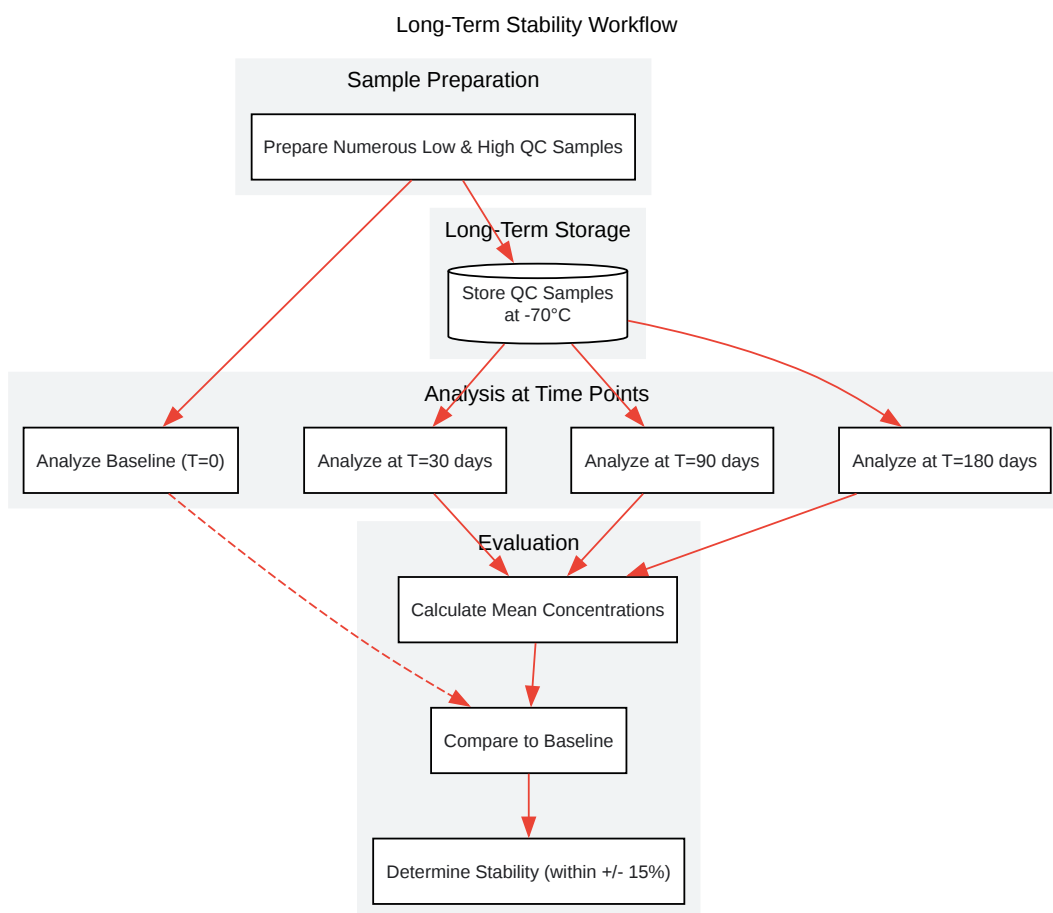 Long-Term Stability Workflow
Sample Preparation
Prepare Numerous Low & High QC Samples
Long-Term Storage
Store QC Samples
at -70°C
Analysis at Time Points
Analyze Baseline (T=0)
Analyze at T=30 days
Analyze at T=90 days
Analyze at T=180 days
Evaluation
Calculate Mean Concentrations
Compare to Baseline
Determine Stability (within +/- 15%)